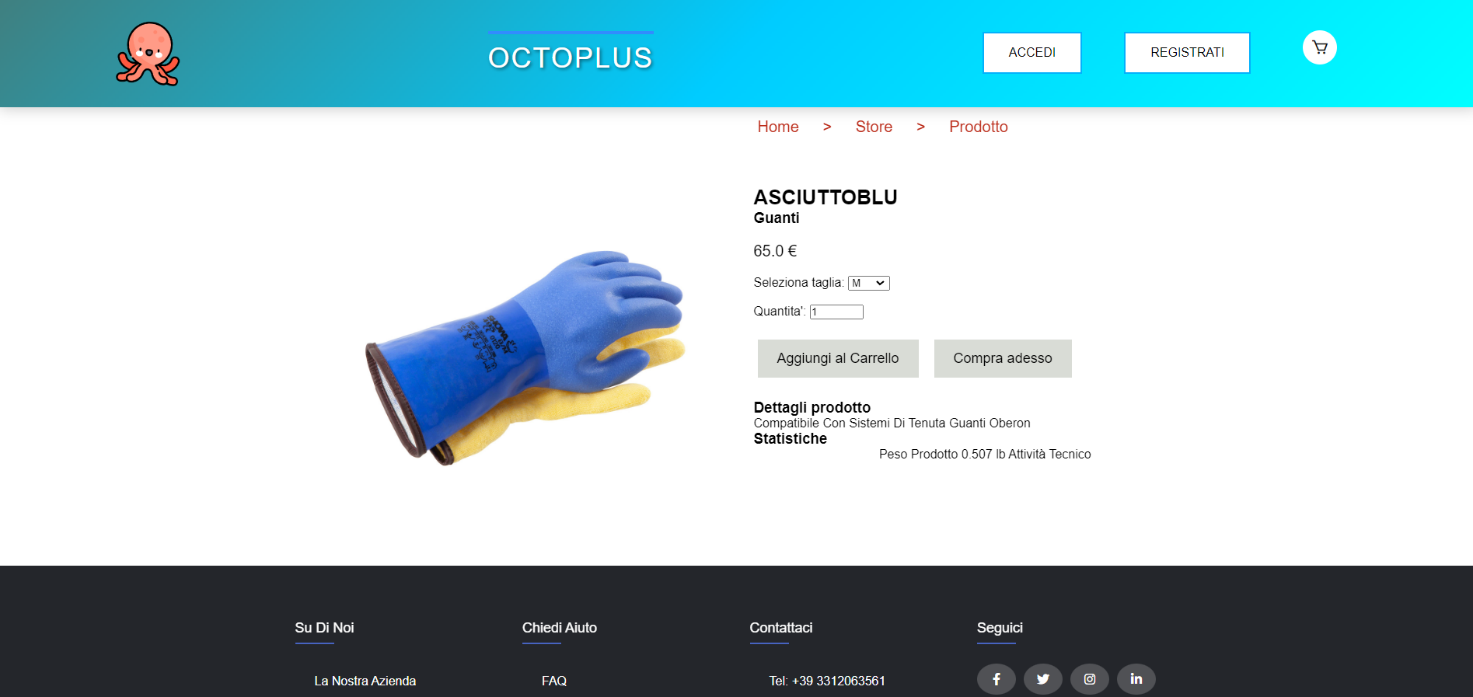 OCTOPLUS
ACCEDI
REGISTRATI
Home > Store > Prodotto
ASCIUTTOBLU
Guanti
65.0 €
Seleziona taglia: M
Quantita': 1
Aggiungi al Carrello
Compra adesso
Dettagli prodotto
Compatibile Con Sistemi Di Tenuta Guanti Oberon
Statistiche
Peso Prodotto 0.507 lb Attività Tecnico
SHOWA
Su Di Noi
Chiedi Aiuto
Contattaci
Seguici
La Nostra Azienda
FAQ
Tel: +39 3312063561